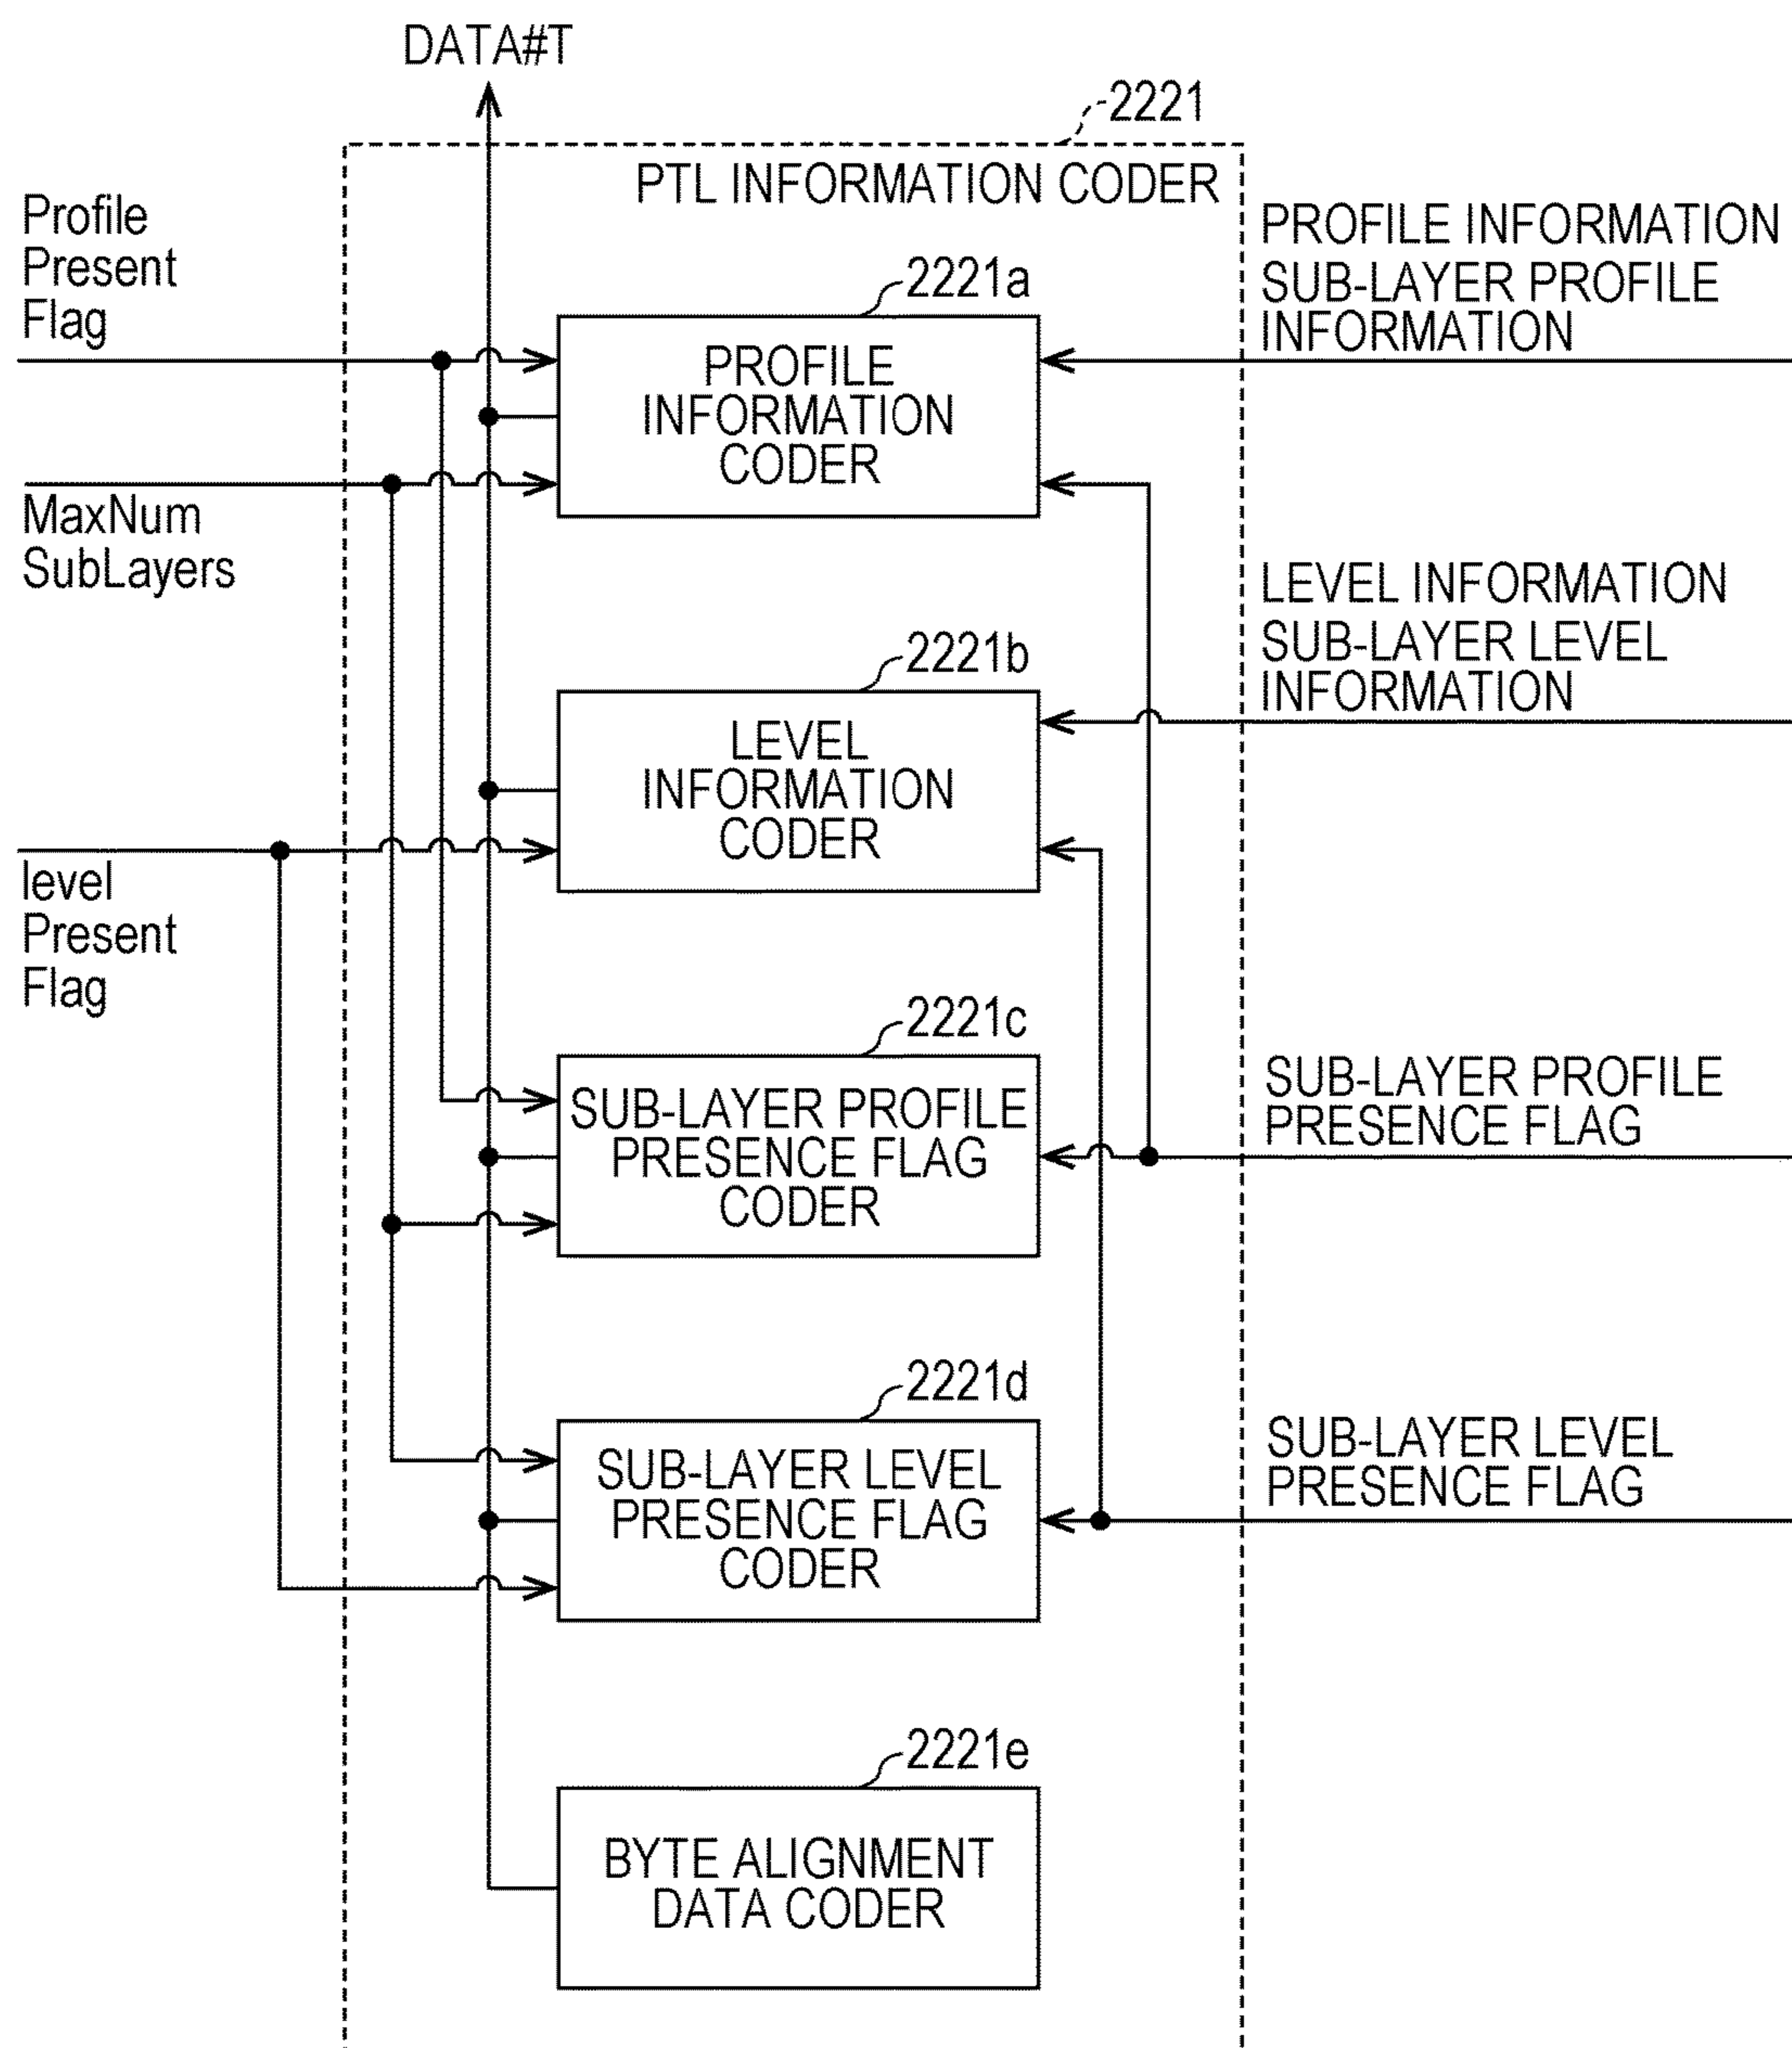 DATA#T
2221
PTL INFORMATION CODER
Profile
Present
Flag
PROFILE INFORMATION
SUB-LAYER PROFILE
INFORMATION
2221a
PROFILE
INFORMATION
CODER
MaxNum
SubLayers
LEVEL INFORMATION
SUB-LAYER LEVEL
INFORMATION
2221b
LEVEL
INFORMATION
CODER
level
Present
Flag
2221c
SUB-LAYER PROFILE
PRESENCE FLAG
CODER
SUB-LAYER PROFILE
PRESENCE FLAG
2221d
SUB-LAYER LEVEL
PRESENCE FLAG
CODER
SUB-LAYER LEVEL
PRESENCE FLAG
2221e
BYTE ALIGNMENT
DATA CODER